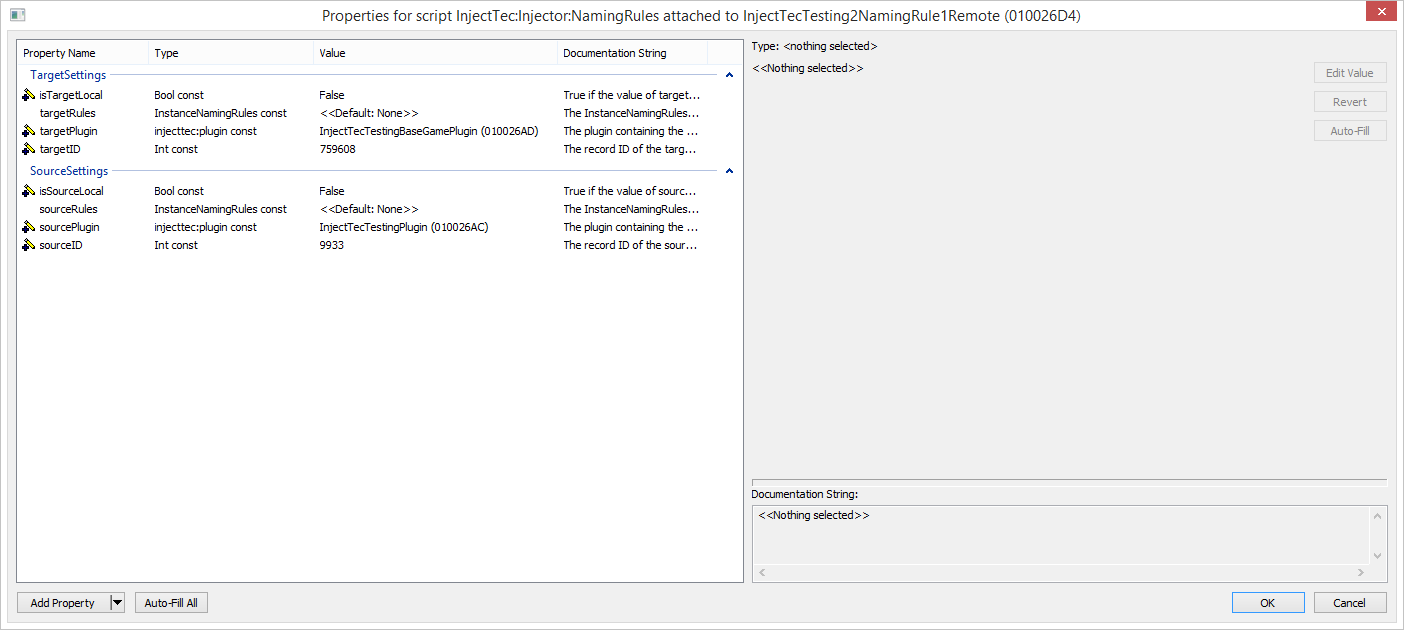 Properties for script InjectTec:Injector:NamingRules attached to InjectTecTesting2NamingRule1Remote (010026D4)
Property Name Type Value Documentation String
TargetSettings
isTargetLocal Bool const False True if the value of target...
targetRules InstanceNamingRules const <<Default: None>> The InstanceNamingRules...
targetPlugin injecttec:plugin const InjectTecTestingBaseGamePlugin (010026AD) The plugin containing the ...
targetID Int const 759608 The record ID of the targ...
SourceSettings
isSourceLocal Bool const False True if the value of sourc...
sourceRules InstanceNamingRules const <<Default: None>> The InstanceNamingRules...
sourcePlugin injecttec:plugin const InjectTecTestingPlugin (010026AC) The plugin containing the ...
sourceID Int const 9933 The record ID of the sour...
Type: <nothing selected>
<<Nothing selected>>
Edit Value
Revert
Auto-Fill
Documentation String:
<<Nothing selected>>
Add Property Auto-Fill All OK Cancel